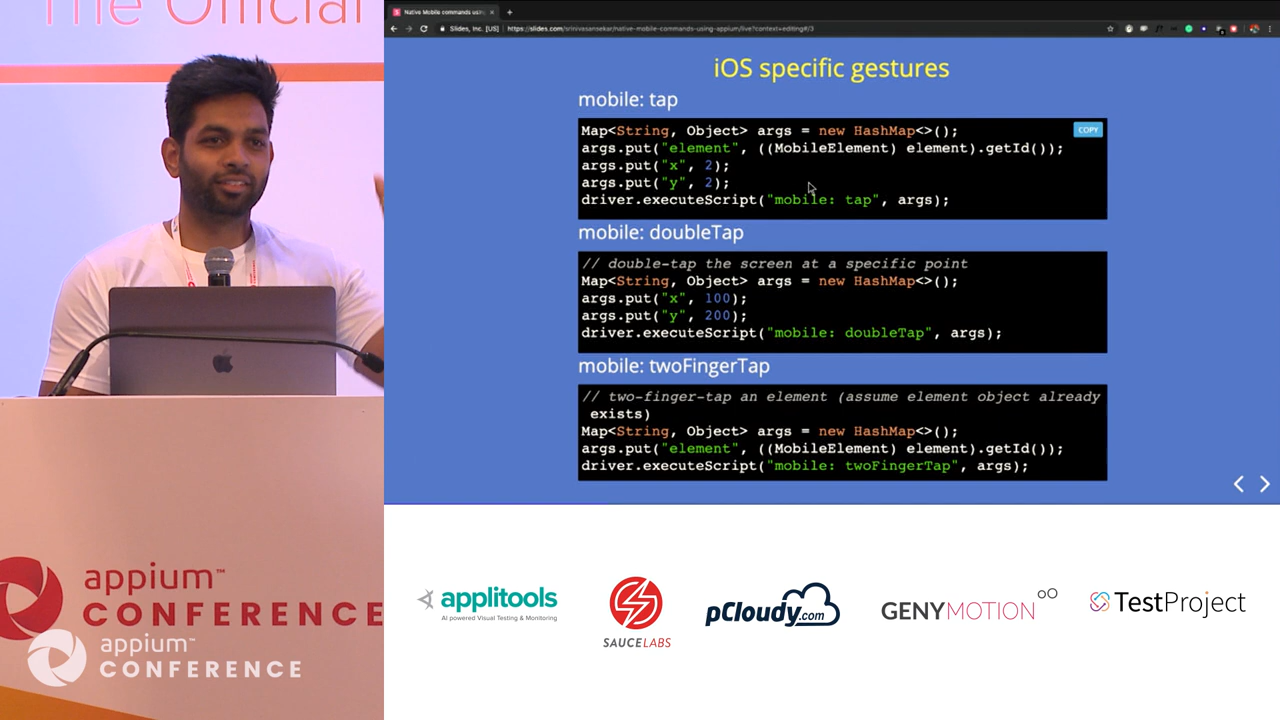 The Official
appium™
CONFERENCE
appium™
CONFERENCE
Native Mobile commands usin
Slides, Inc. [US]
https://slides.com/srinivasansekar/native-mobile-commands-using-appium/live?context=editing#/3
iOS specific gestures
mobile: tap
COPY
Map<String, Object> args = new HashMap<>();
args.put("element", ((MobileElement) element).getId());
args.put("x", 2);
args.put("y", 2);
driver.executeScript("mobile: tap", args);
mobile: doubleTap
// double-tap the screen at a specific point
Map<String, Object> args = new HashMap<>();
args.put("x", 100);
args.put("y", 200);
driver.executeScript("mobile: doubleTap", args);
mobile: twoFingerTap
// two-finger-tap an element (assume element object already
exists)
Map<String, Object> args = new HashMap<>();
args.put("element", ((MobileElement) element).getId());
driver.executeScript("mobile: twoFingerTap", args);
applitools
AI powered Visual Testing & Monitoring
SAUCELABS
pCloudy.com
GENYMOTION
TestProject